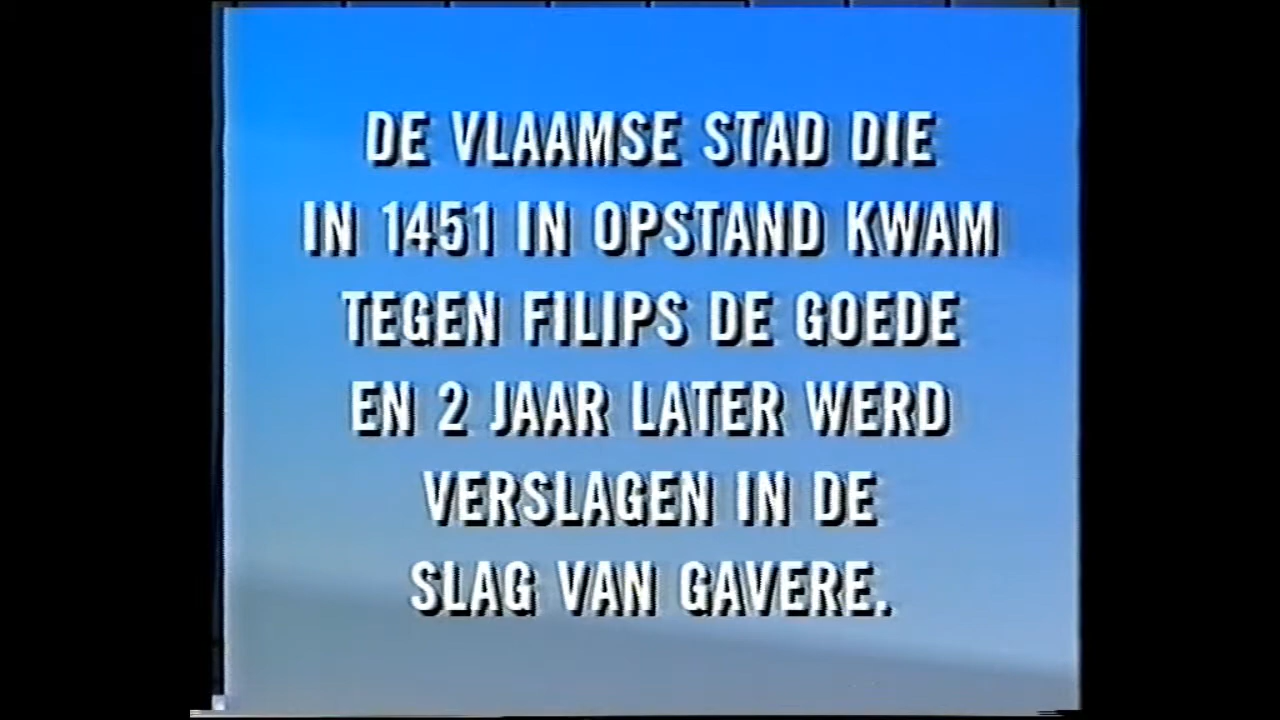 DE VLAAMSE STAD DIE
IN 1451 IN OPSTAND KWAM
TEGEN FILIPS DE GOEDE
EN 2 JAAR LATER WERD
VERSLAGEN IN DE
SLAG VAN GAVERE.